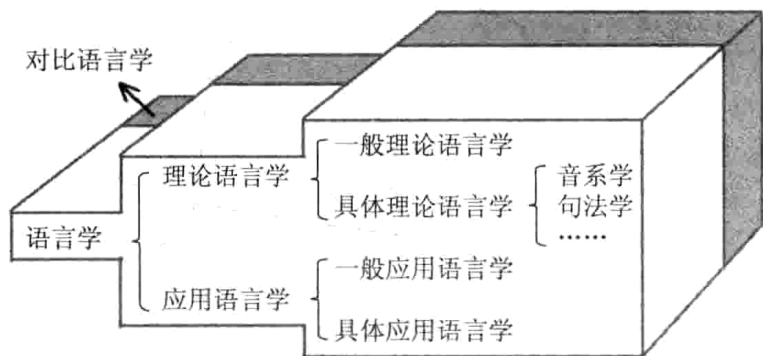 对比语言学
一般理论语言学
理论语言学
音系学
具体理论语言学
句法学
……
语言学
一般应用语言学
应用语言学
具体应用语言学